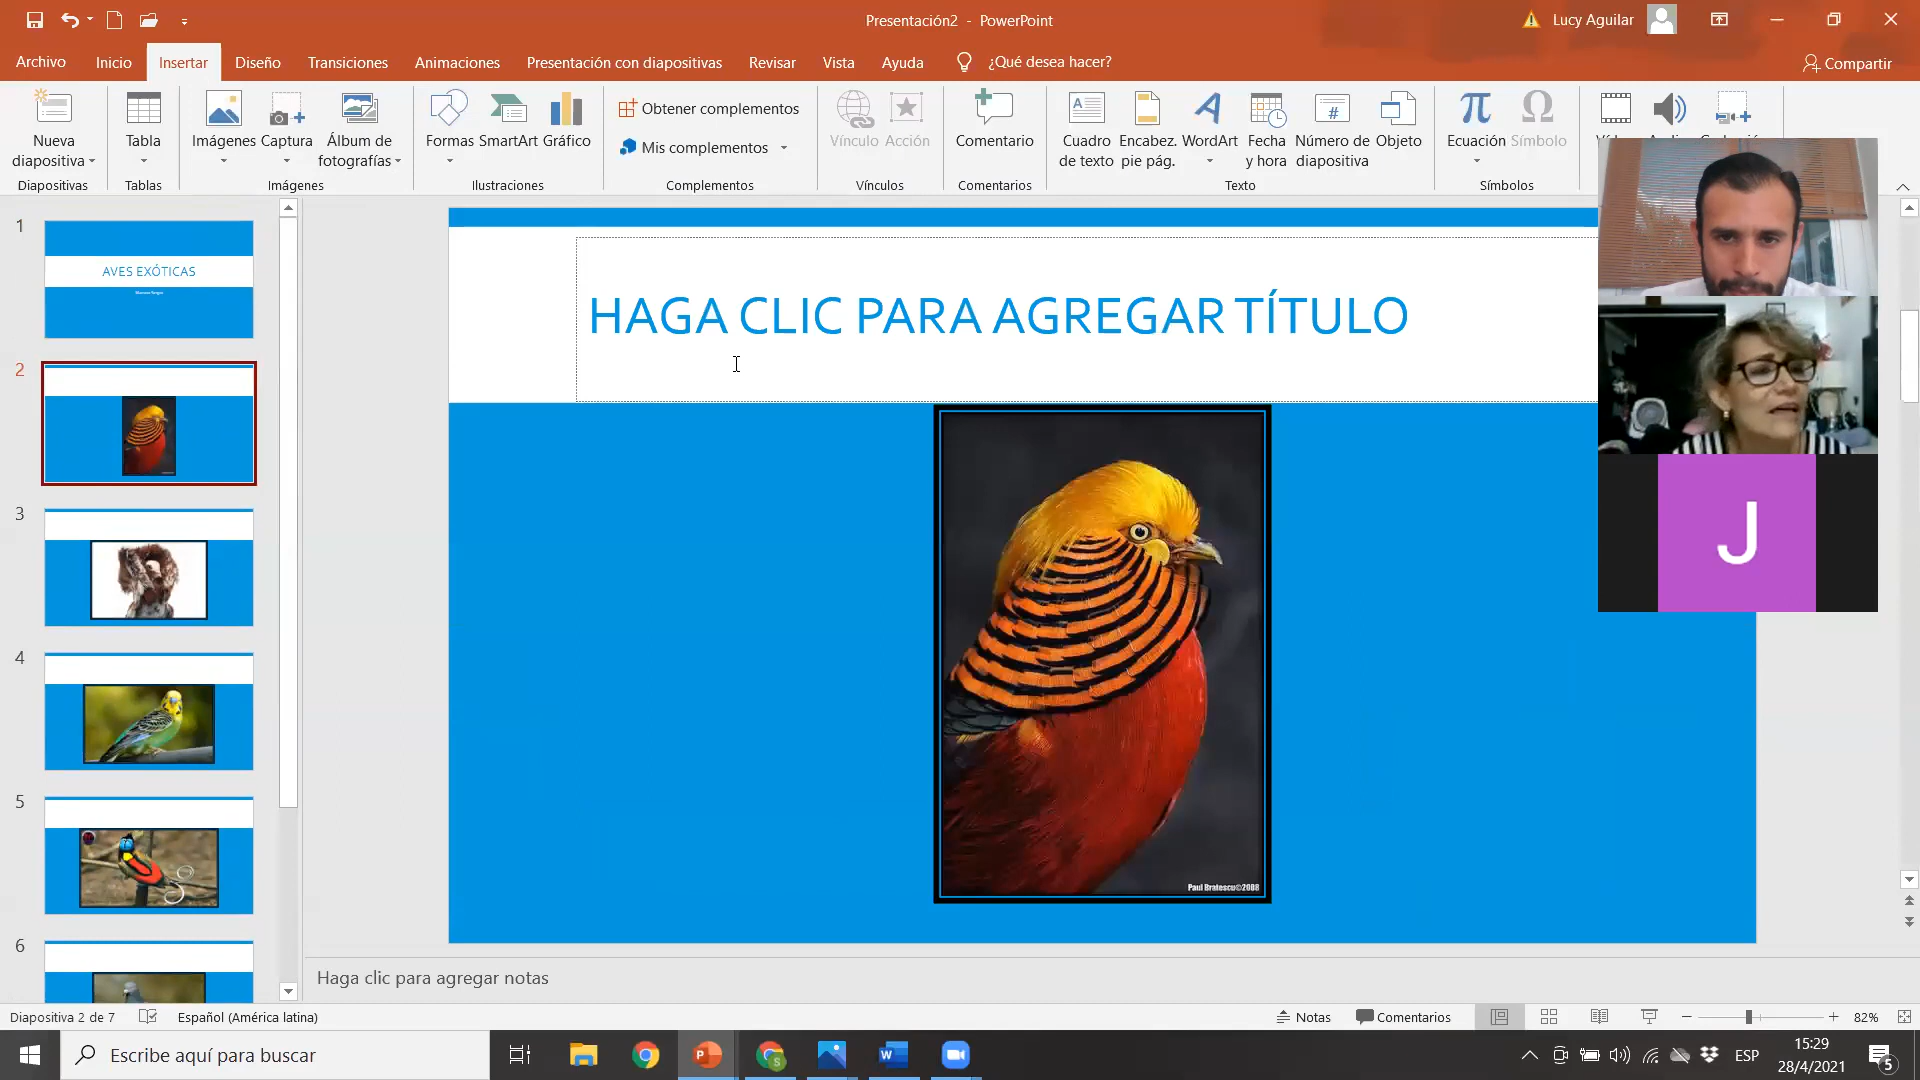 Presentación2 - PowerPoint
Lucy Aguilar
Archivo Inicio Insertar Diseño Transiciones Animaciones Presentación con diapositivas Revisar Vista Ayuda ¿Qué desea hacer? Compartir
Nueva diapositiva
Tabla
Imágenes
Captura
Álbum de fotografías
Formas
SmartArt
Gráfico
Obtener complementos
Mis complementos
Vínculo
Acción
Comentario
Cuadro de texto
Encabez. pie pág.
WordArt
Fecha y hora
Número de diapositiva
Objeto
Ecuación
Símbolo
Diapositivas Tablas Imágenes Ilustraciones Complementos Vínculos Comentarios Texto Símbolos
1
AVES EXÓTICAS
2
3
4
5
6
HAGA CLIC PARA AGREGAR TÍTULO
Paul Bratescu©2008
J
Haga clic para agregar notas
Diapositiva 2 de 7 Español (América latina) Notas Comentarios 82%
Escribe aquí para buscar
ESP
15:29
28/4/2021
5